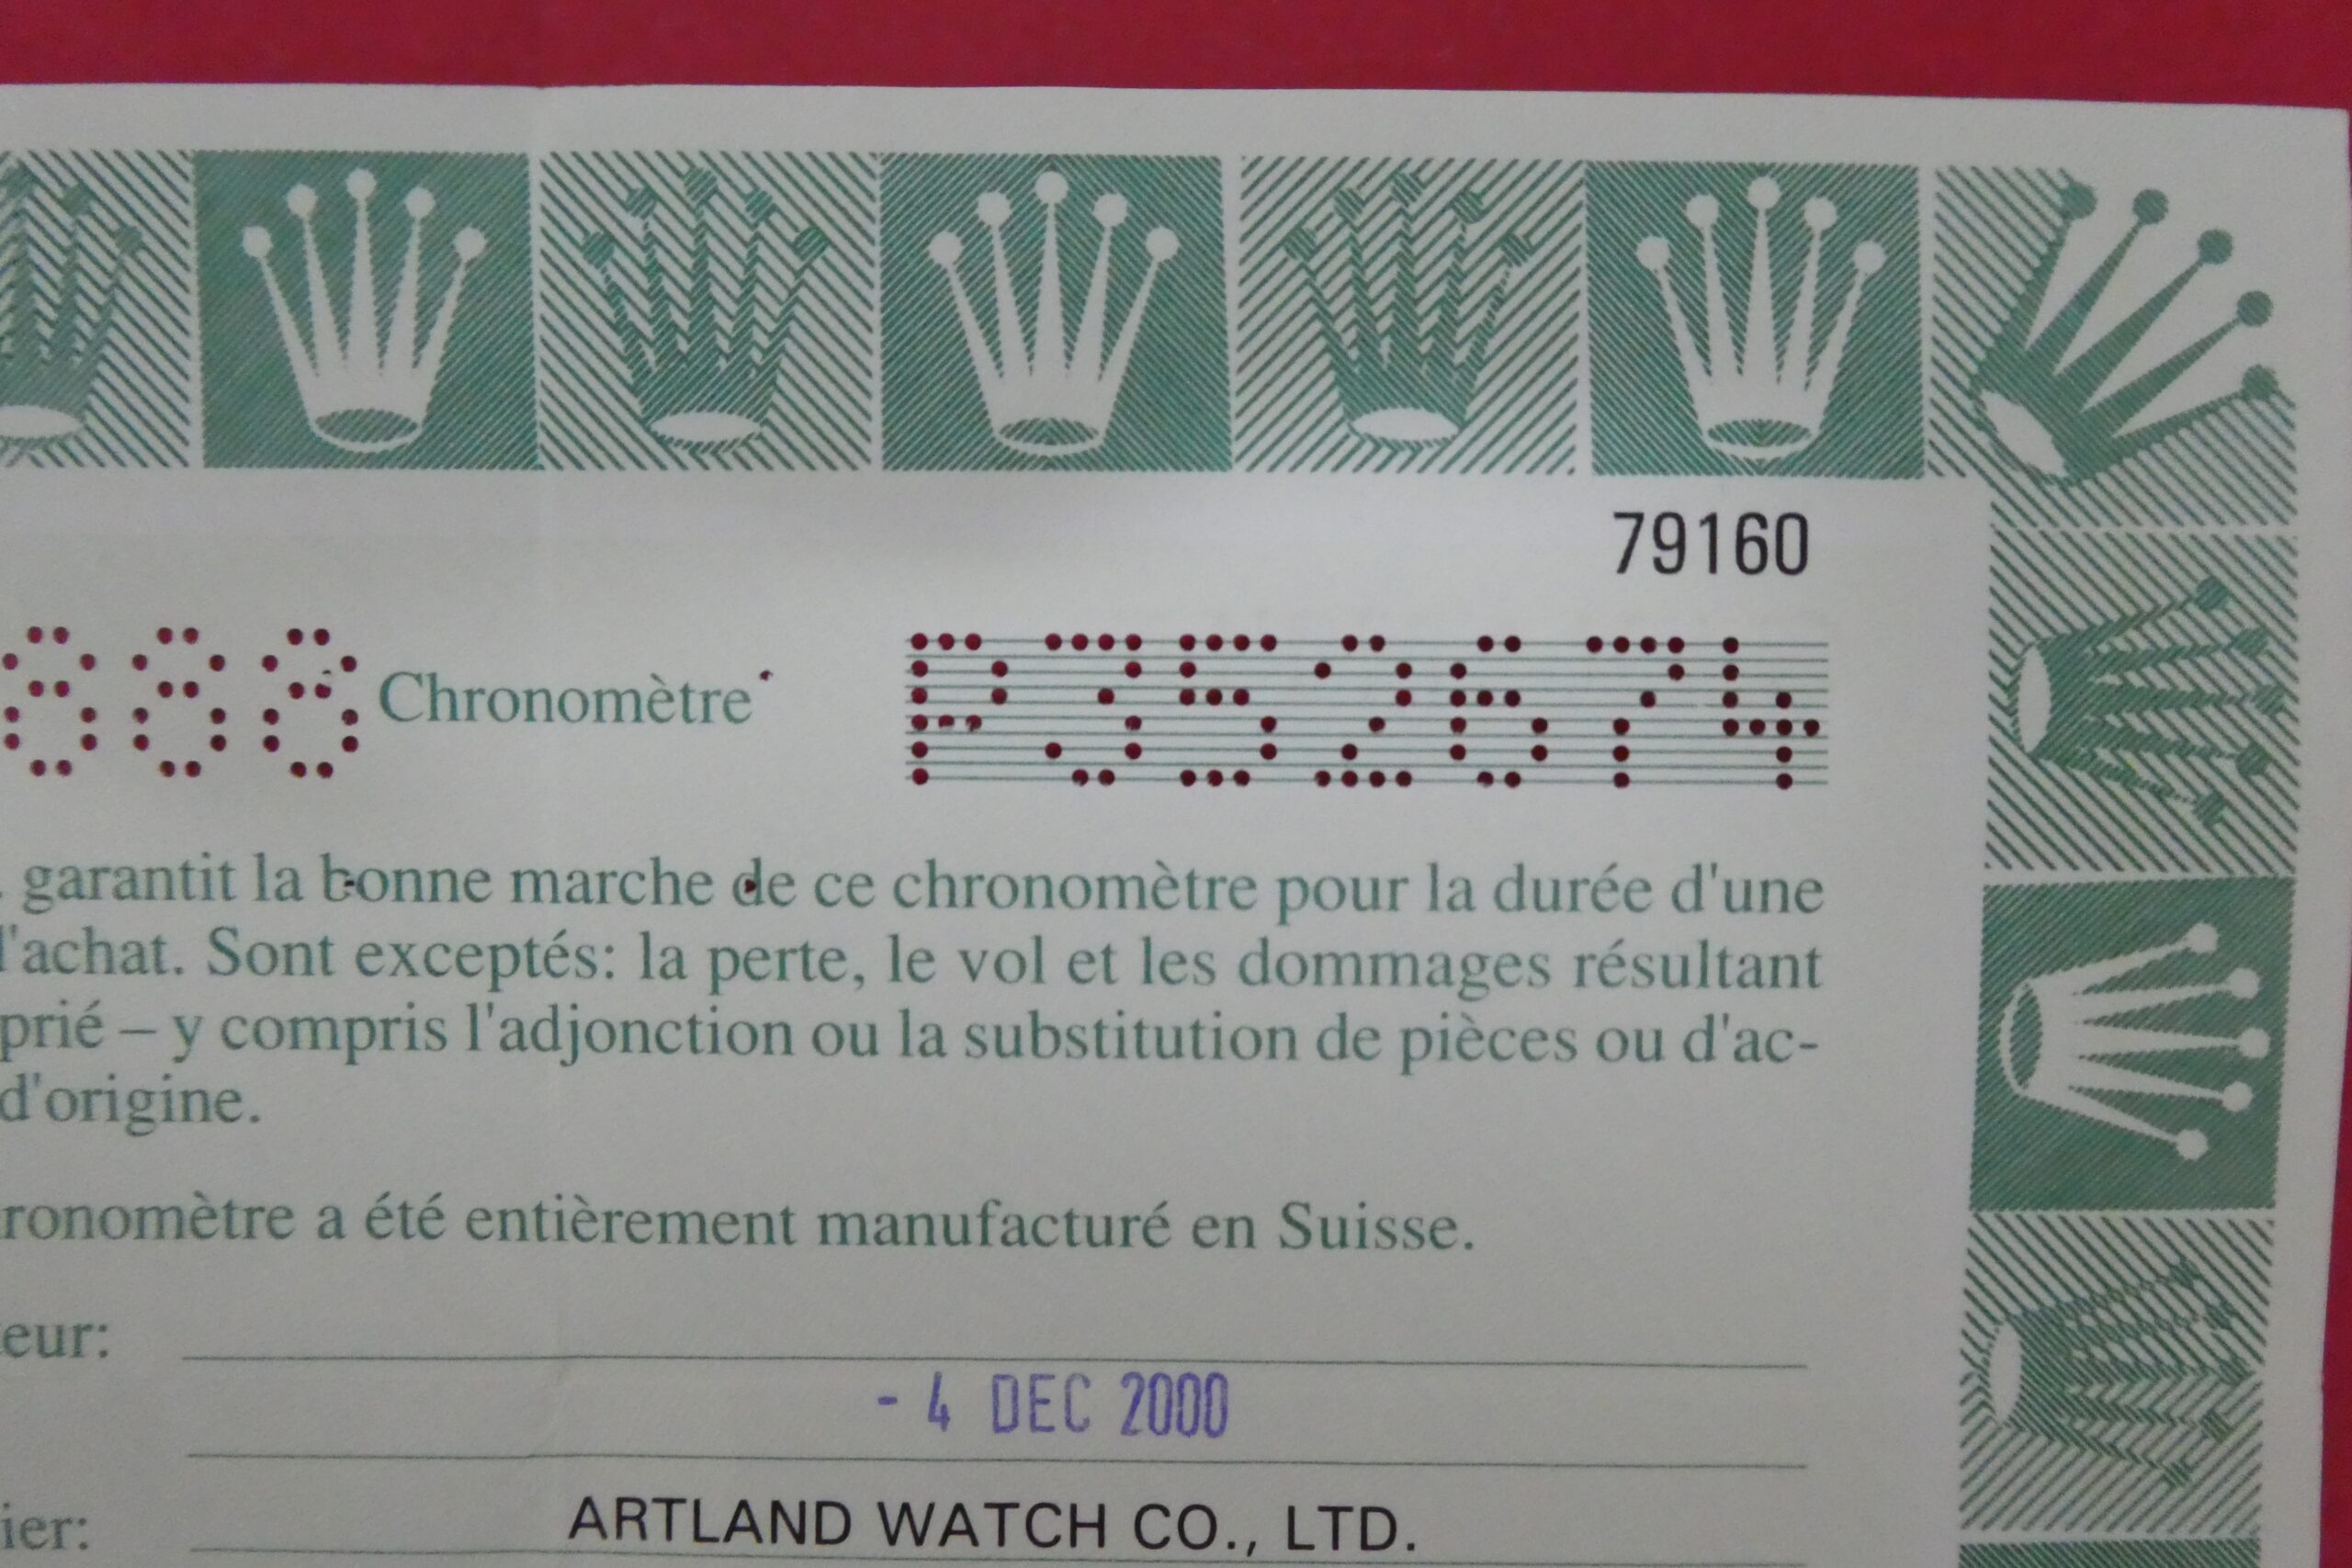 79160
888 Chronomètre P352674
. garantit la bonne marche de ce chronomètre pour la durée d'une
l'achat. Sont exceptés: la perte, le vol et les dommages résultant
prié – y compris l'adjonction ou la substitution de pièces ou d'ac-
d'origine.
ronomètre a été entièrement manufacturé en Suisse.
eur:
- 4 DEC 2000
ier: ARTLAND WATCH CO., LTD.